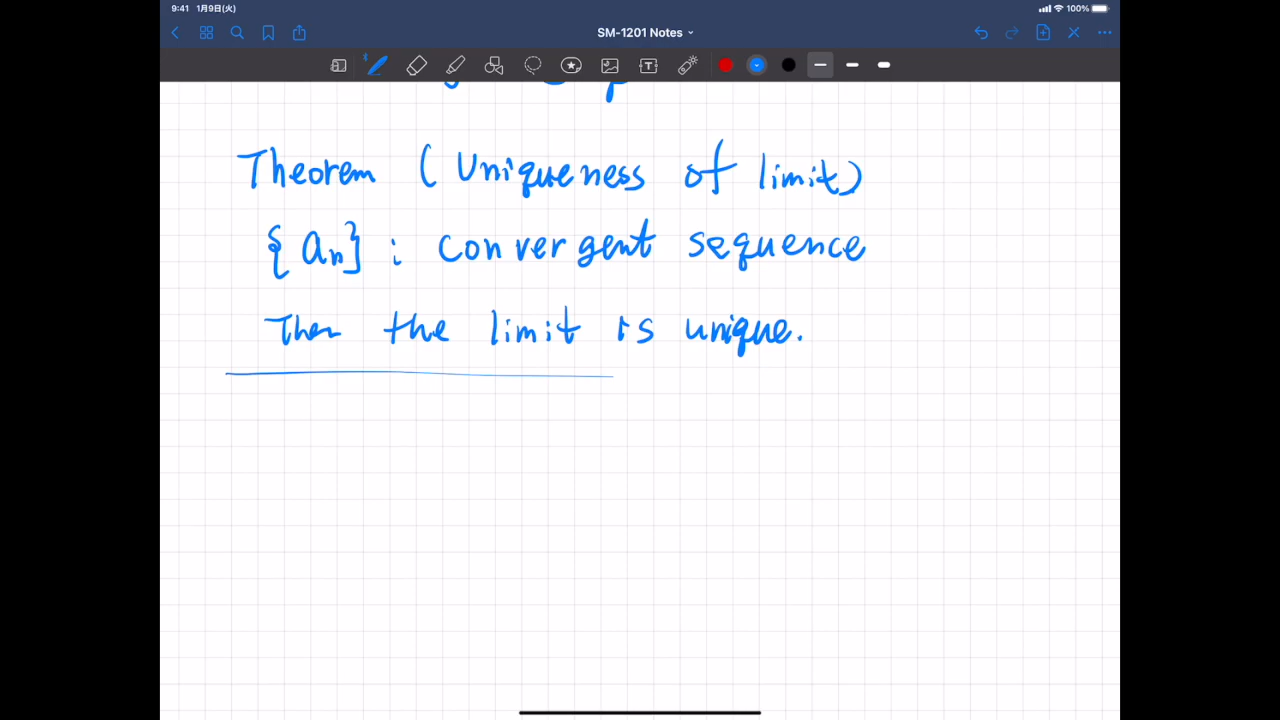 9:41 1月9日(火) 100%
SM-1201 Notes
Theorem (Uniqueness of limit)
{an} : convergent sequence
Then the limit is unique.